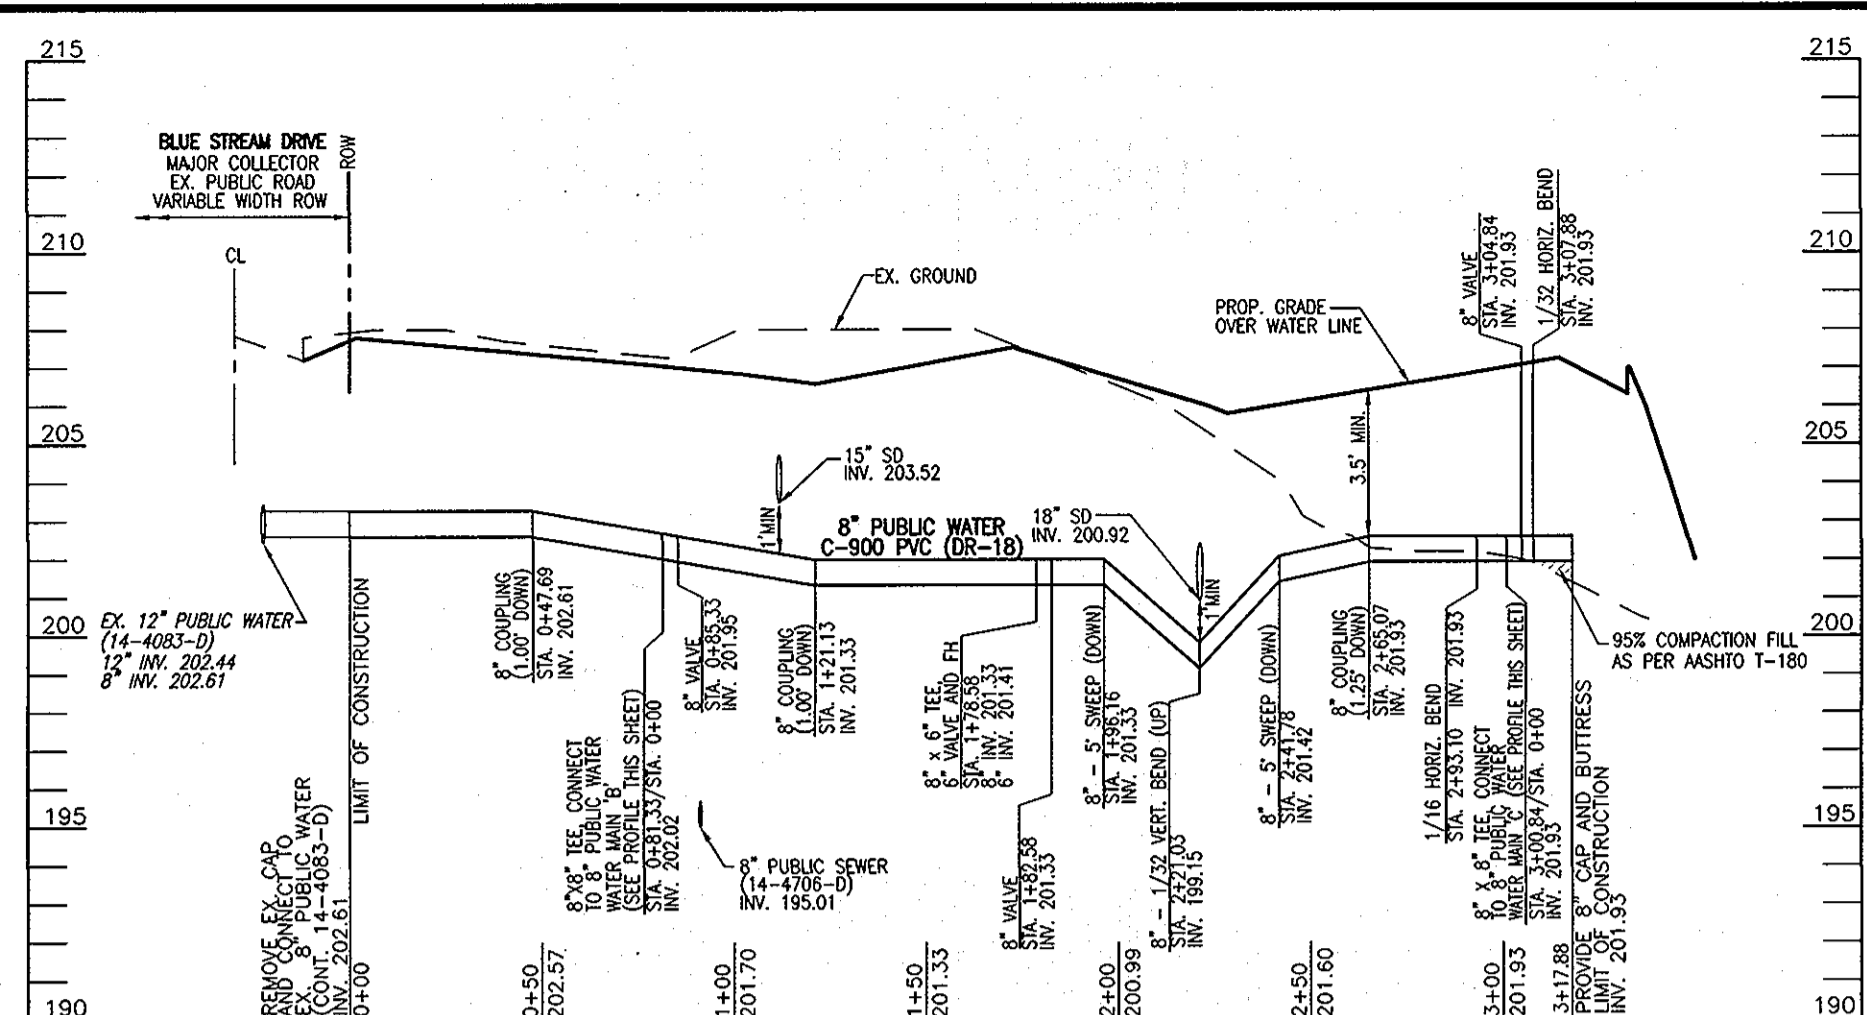 215
210
205
200
195
190
215
210
205
200
195
190
BLUE STREAM DRIVE
MAJOR COLLECTOR
EX. PUBLIC ROAD
VARIABLE WIDTH ROW
ROW
CL
EX. GROUND
PROP. GRADE
OVER WATER LINE
8" VALVE
STA. 3+04.84
INV. 201.93
1/32 HORIZ. BEND
STA. 3+07.88
INV. 201.93
15" SD
INV. 203.52
1'MIN
8" PUBLIC WATER
C-900 PVC (DR-18)
18" SD
INV. 200.92
1'MIN
3.5' MIN.
EX. 12" PUBLIC WATER
(14-4083-D)
12" INV. 202.44
8" INV. 202.61
REMOVE EX. CAP
AND CONNECT TO
EX. 8" PUBLIC WATER
(CONT. 14-4083-D)
INV. 202.61
LIMIT OF CONSTRUCTION
8" COUPLING
(1.00' DOWN)
STA. 0+47.69
INV. 202.61
8"X8" TEE, CONNECT
TO 8" PUBLIC WATER
WATER MAIN 'B'
(SEE PROFILE THIS SHEET)
STA. 0+81.33/STA. 0+00
INV. 202.02
8" VALVE
STA. 0+85.33
INV. 201.95
8" PUBLIC SEWER
(14-4706-D)
INV. 195.01
8" COUPLING
(1.00' DOWN)
STA. 1+21.13
INV. 201.33
8" x 6" TEE,
6" VALVE AND FH
STA. 1+78.58
8" INV. 201.33
6" INV. 201.41
8" VALVE
STA. 1+82.58
INV. 201.33
8" - 5' SWEEP (DOWN)
STA. 1+96.16
INV. 201.33
8" - 1/32 VERT. BEND (UP)
STA. 2+21.03
INV. 199.15
8" - 5' SWEEP (DOWN)
STA. 2+41.78
INV. 201.42
8" COUPLING
(1.25' DOWN)
STA. 2+65.07
INV. 201.93
1/16 HORIZ. BEND
STA. 2+93.10 INV. 201.93
8" X 8" TEE, CONNECT
TO 8" PUBLIC WATER
WATER MAIN 'C' (SEE PROFILE THIS SHEET)
STA. 3+00.84/STA. 0+00
INV. 201.93
95% COMPACTION FILL
AS PER AASHTO T-180
PROVIDE 8" CAP AND BUTTRESS
LIMIT OF CONSTRUCTION
INV. 201.93
0+00
0+50
202.57
1+00
201.70
1+50
201.33
2+00
200.99
2+50
201.60
3+00
201.93
3+17.88